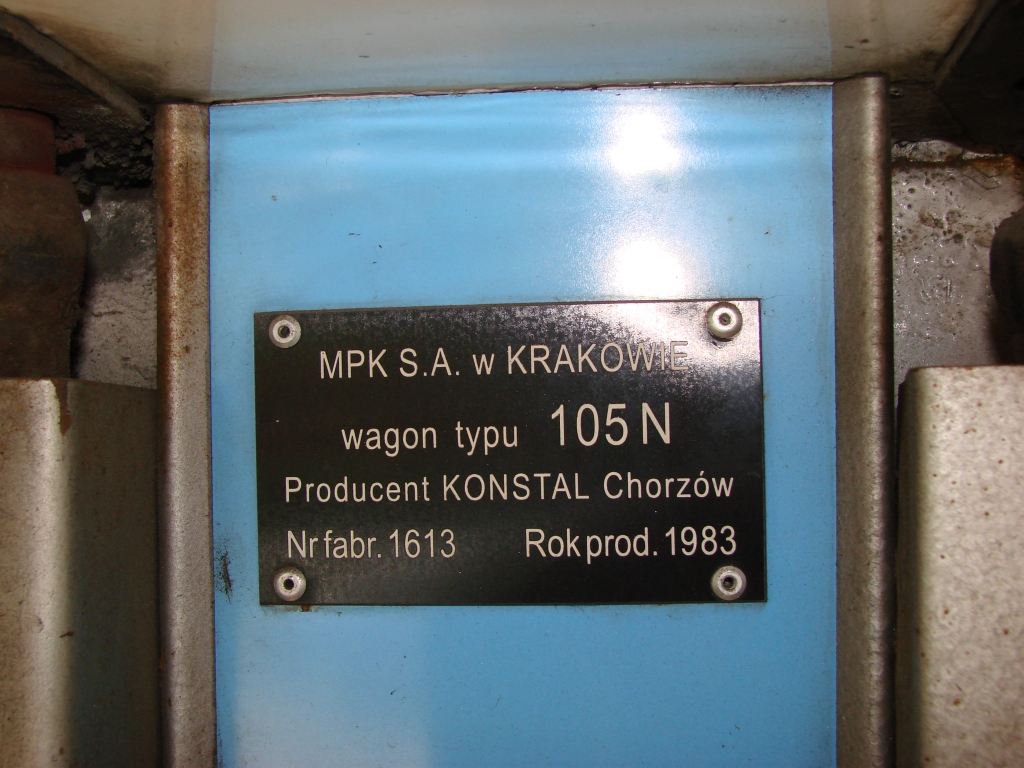 MPK S.A. w KRAKOWIE
wagon typu 105N
Producent KONSTAL Chorzów
Nr fabr. 1613 Rok prod. 1983